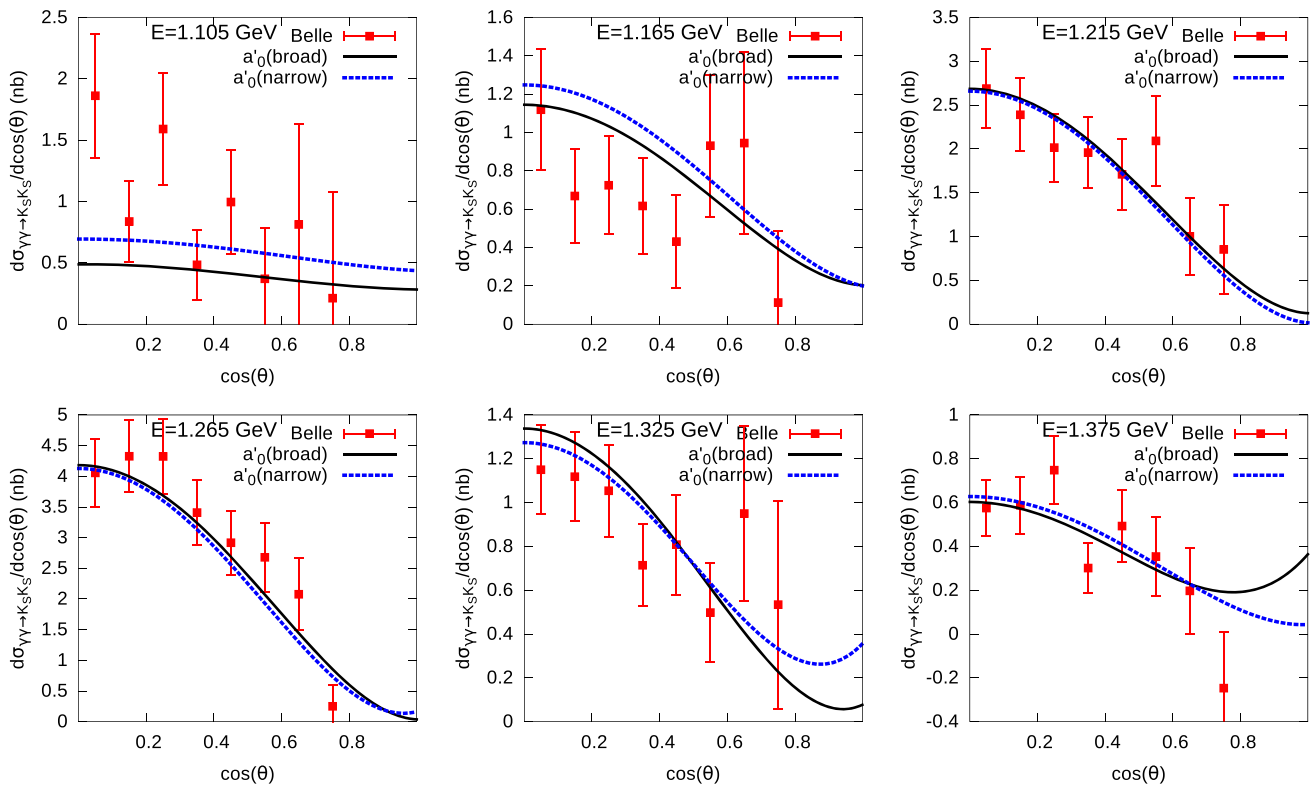 E=1.105 GeV
Belle
a'₀(broad)
a'₀(narrow)
dσγγ→KSKS/dcos(θ) (nb)
2.5
2
1.5
1
0.5
0
0.2 0.4 0.6 0.8
cos(θ)
E=1.165 GeV
Belle
a'₀(broad)
a'₀(narrow)
dσγγ→KSKS/dcos(θ) (nb)
1.6
1.4
1.2
1
0.8
0.6
0.4
0.2
0
0.2 0.4 0.6 0.8
cos(θ)
E=1.215 GeV
Belle
a'₀(broad)
a'₀(narrow)
dσγγ→KSKS/dcos(θ) (nb)
3.5
3
2.5
2
1.5
1
0.5
0
0.2 0.4 0.6 0.8
cos(θ)
E=1.265 GeV
Belle
a'₀(broad)
a'₀(narrow)
dσγγ→KSKS/dcos(θ) (nb)
5
4.5
4
3.5
3
2.5
2
1.5
1
0.5
0
0.2 0.4 0.6 0.8
cos(θ)
E=1.325 GeV
Belle
a'₀(broad)
a'₀(narrow)
dσγγ→KSKS/dcos(θ) (nb)
1.4
1.2
1
0.8
0.6
0.4
0.2
0
0.2 0.4 0.6 0.8
cos(θ)
E=1.375 GeV
Belle
a'₀(broad)
a'₀(narrow)
dσγγ→KSKS/dcos(θ) (nb)
1
0.8
0.6
0.4
0.2
0
-0.2
-0.4
0.2 0.4 0.6 0.8
cos(θ)